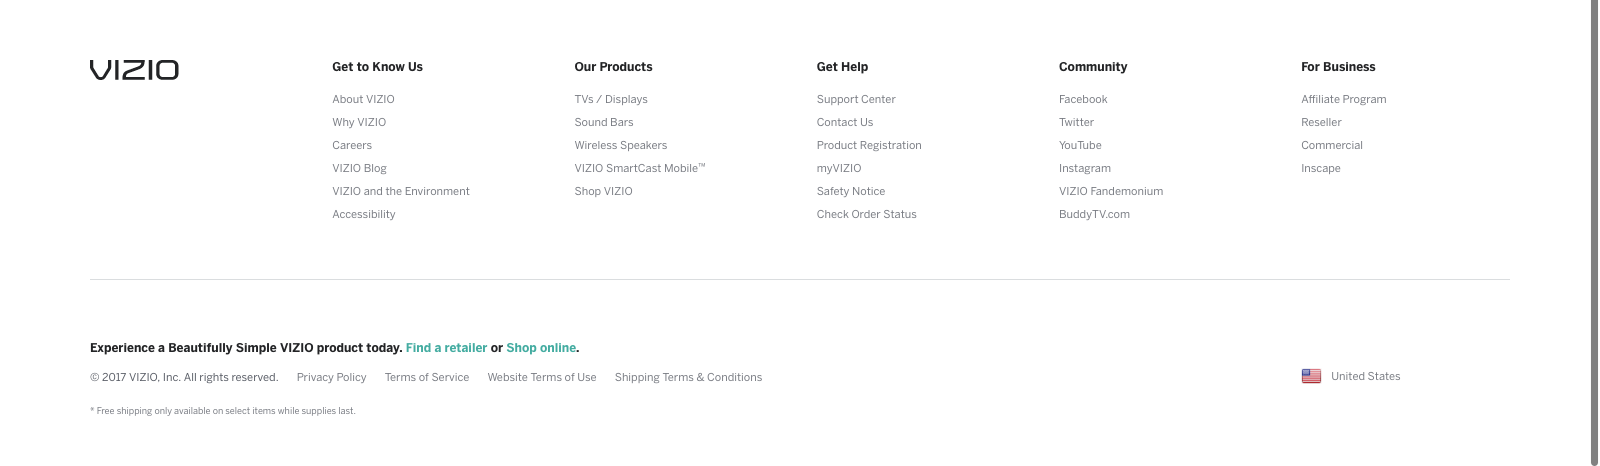 VIZIO
Get to Know Us
About VIZIO
Why VIZIO
Careers
VIZIO Blog
VIZIO and the Environment
Accessibility
Our Products
TVs / Displays
Sound Bars
Wireless Speakers
VIZIO SmartCast Mobile™
Shop VIZIO
Get Help
Support Center
Contact Us
Product Registration
myVIZIO
Safety Notice
Check Order Status
Community
Facebook
Twitter
YouTube
Instagram
VIZIO Fandemonium
BuddyTV.com
For Business
Affiliate Program
Reseller
Commercial
Inscape
Experience a Beautifully Simple VIZIO product today. Find a retailer or Shop online.
© 2017 VIZIO, Inc. All rights reserved. Privacy Policy Terms of Service Website Terms of Use Shipping Terms & Conditions
United States
* Free shipping only available on select items while supplies last.